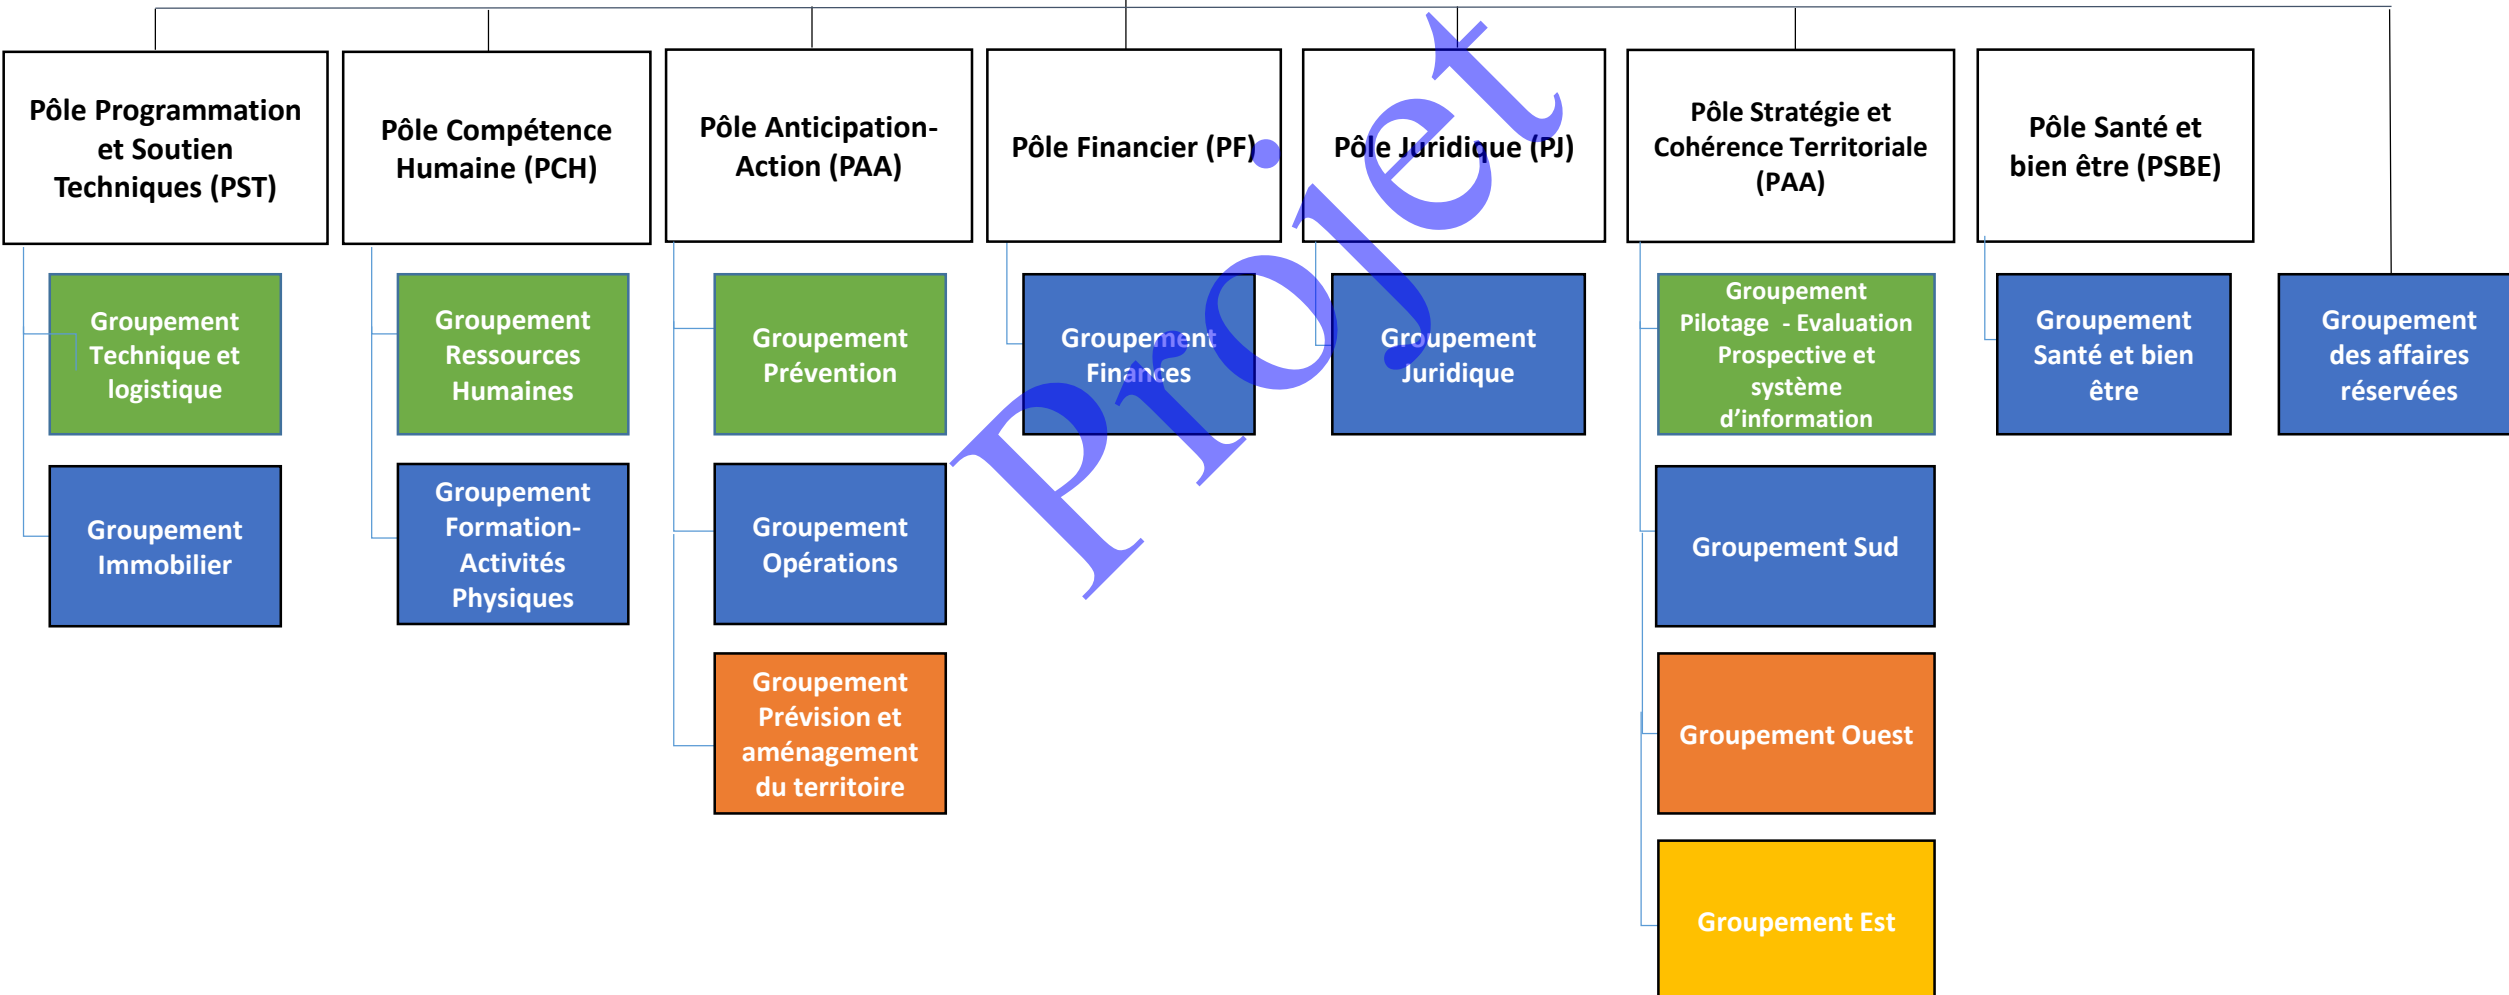 Pôle Programmation
et Soutien
Techniques (PST)
Pôle Compétence
Humaine (PCH)
Pôle Anticipation-
Action (PAA)
Pôle Financier (PF)
Pôle Juridique (PJ)
Pôle Stratégie et
Cohérence Territoriale
(PAA)
Pôle Santé et
bien être (PSBE)
Groupement
Technique et
logistique
Groupement
Ressources
Humaines
Groupement
Prévention
Groupement
Finances
Groupement
Juridique
Groupement
Pilotage - Evaluation
Prospective et
système
d’information
Groupement
Santé et bien
être
Groupement
des affaires
réservées
Groupement
Immobilier
Groupement
Formation-
Activités
Physiques
Groupement
Opérations
Groupement Sud
Groupement
Prévision et
aménagement
du territoire
Groupement Ouest
Groupement Est
Projet